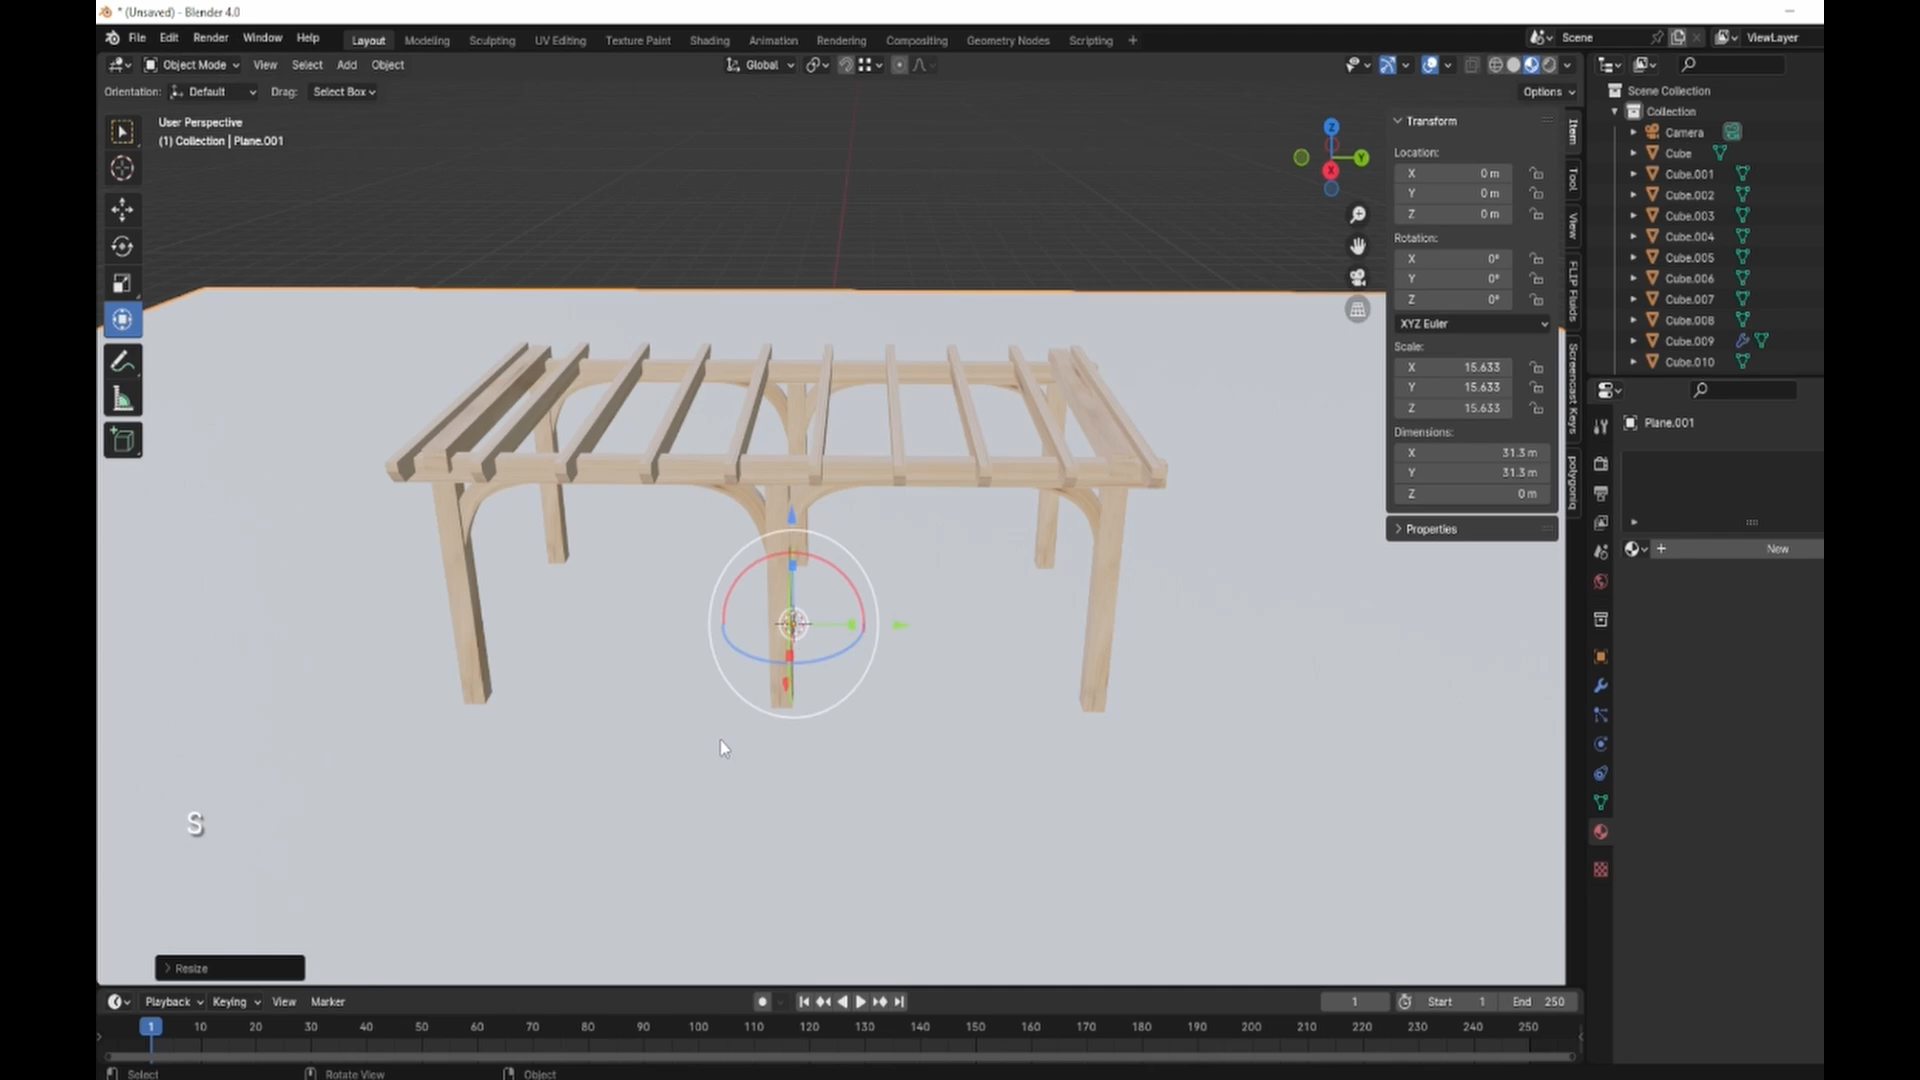 * (Unsaved) - Blender 4.0
File Edit Render Window Help Layout Modeling Sculpting UV Editing Texture Paint Shading Animation Rendering Compositing Geometry Nodes Scripting + Scene ViewLayer
Object Mode View Select Add Object Global
Orientation: Default Drag: Select Box Options
User Perspective
(1) Collection | Plane.001
Z
Y
X
Transform
Location:
X 0 m
Y 0 m
Z 0 m
Rotation:
X 0°
Y 0°
Z 0°
XYZ Euler
Scale:
X 15.633
Y 15.633
Z 15.633
Dimensions:
X 31.3 m
Y 31.3 m
Z 0 m
Properties
Item
Tool
View
FLIP Fluids
Screencast Keys
polygoniq
Scene Collection
Collection
Camera
Cube
Cube.001
Cube.002
Cube.003
Cube.004
Cube.005
Cube.006
Cube.007
Cube.008
Cube.009
Cube.010
Plane.001
+ New
S
Resize
Playback Keying View Marker 1 Start 1 End 250
1 10 20 30 40 50 60 70 80 90 100 110 120 130 140 150 160 170 180 190 200 210 220 230 240 250
Select Rotate View Object